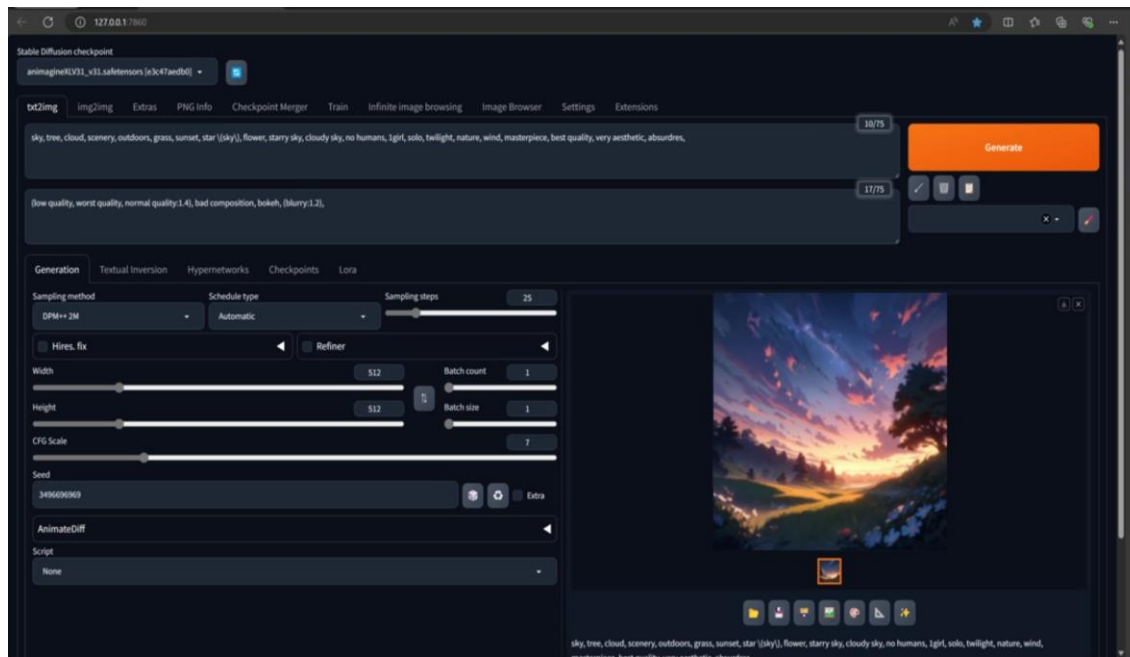 127.0.0.1:7860
Stable Diffusion checkpoint
animagineXLV31_v31.safetensors [e3c47aedb0]
txt2img img2img Extras PNG Info Checkpoint Merger Train Infinite image browsing Image Browser Settings Extensions
10/75
sky, tree, cloud, scenery, outdoors, grass, sunset, star \(sky\), flower, starry sky, cloudy sky, no humans, 1girl, solo, twilight, nature, wind, masterpiece, best quality, very aesthetic, absurdres,
Generate
17/75
(low quality, worst quality, normal quality:1.4), bad composition, bokeh, (blurry:1.2),
Generation Textual Inversion Hypernetworks Checkpoints Lora
Sampling method Schedule type Sampling steps 25
DPM++ 2M Automatic
Hires. fix Refiner
Width 512 Batch count 1
Height 512 Batch size 1
CFG Scale 7
Seed
3496696969 Extra
AnimateDiff
Script
None
sky, tree, cloud, scenery, outdoors, grass, sunset, star \(sky\), flower, starry sky, cloudy sky, no humans, 1girl, solo, twilight, nature, wind,
masterpiece, best quality, very aesthetic, absurdres